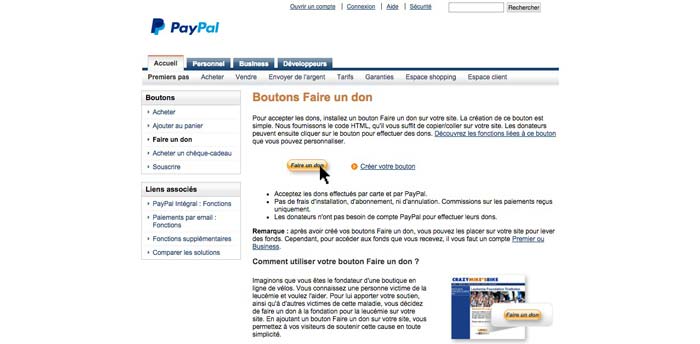 Ouvrir un compte | Connexion | Aide | Sécurité Rechercher
PayPal
Accueil Personnel Business Développeurs
Premiers pas Acheter Vendre Envoyer de l'argent Tarifs Garanties Espace shopping Espace client
Boutons
Acheter
Ajouter au panier
Faire un don
Acheter un chèque-cadeau
Souscrire
Liens associés
PayPal Intégral : Fonctions
Paiements par email :
Fonctions
Fonctions supplémentaires
Comparer les solutions
Boutons Faire un don
Pour accepter les dons, installez un bouton Faire un don sur votre site. La création de ce bouton est
simple. Nous fournissons le code HTML, qu'il vous suffit de copier/coller sur votre site. Les donateurs
peuvent ensuite cliquer sur le bouton pour effectuer des dons. Découvrez les fonctions liées à ce bouton
que vous pouvez personnaliser.
Faire un don Créer votre bouton
• Acceptez les dons effectués par carte et par PayPal.
• Pas de frais d'installation, d'abonnement, ni d'annulation. Commissions sur les paiements reçus
uniquement.
• Les donateurs n'ont pas besoin de compte PayPal pour effectuer leurs dons.
Remarque : après avoir créé vos boutons Faire un don, vous pouvez les placer sur votre site pour lever
des fonds. Cependant, pour accéder aux fonds que vous recevez, il vous faut un compte Premier ou
Business.
Comment utiliser votre bouton Faire un don ?
Imaginons que vous êtes le fondateur d'une boutique en
ligne de vélos. Vous connaissez une personne victime de la
leucémie et voulez l'aider. Pour lui apporter votre soutien,
ainsi qu'à d'autres victimes de cette maladie, vous décidez
de faire un don à la fondation pour la leucémie sur votre
site. En ajoutant un bouton Faire un don sur votre site, vous
permettez à vos visiteurs de soutenir cette cause en toute
simplicité.
CRAZYMIKE'SBIKE
Leukemia Foundation Fundraiser
Faire un don